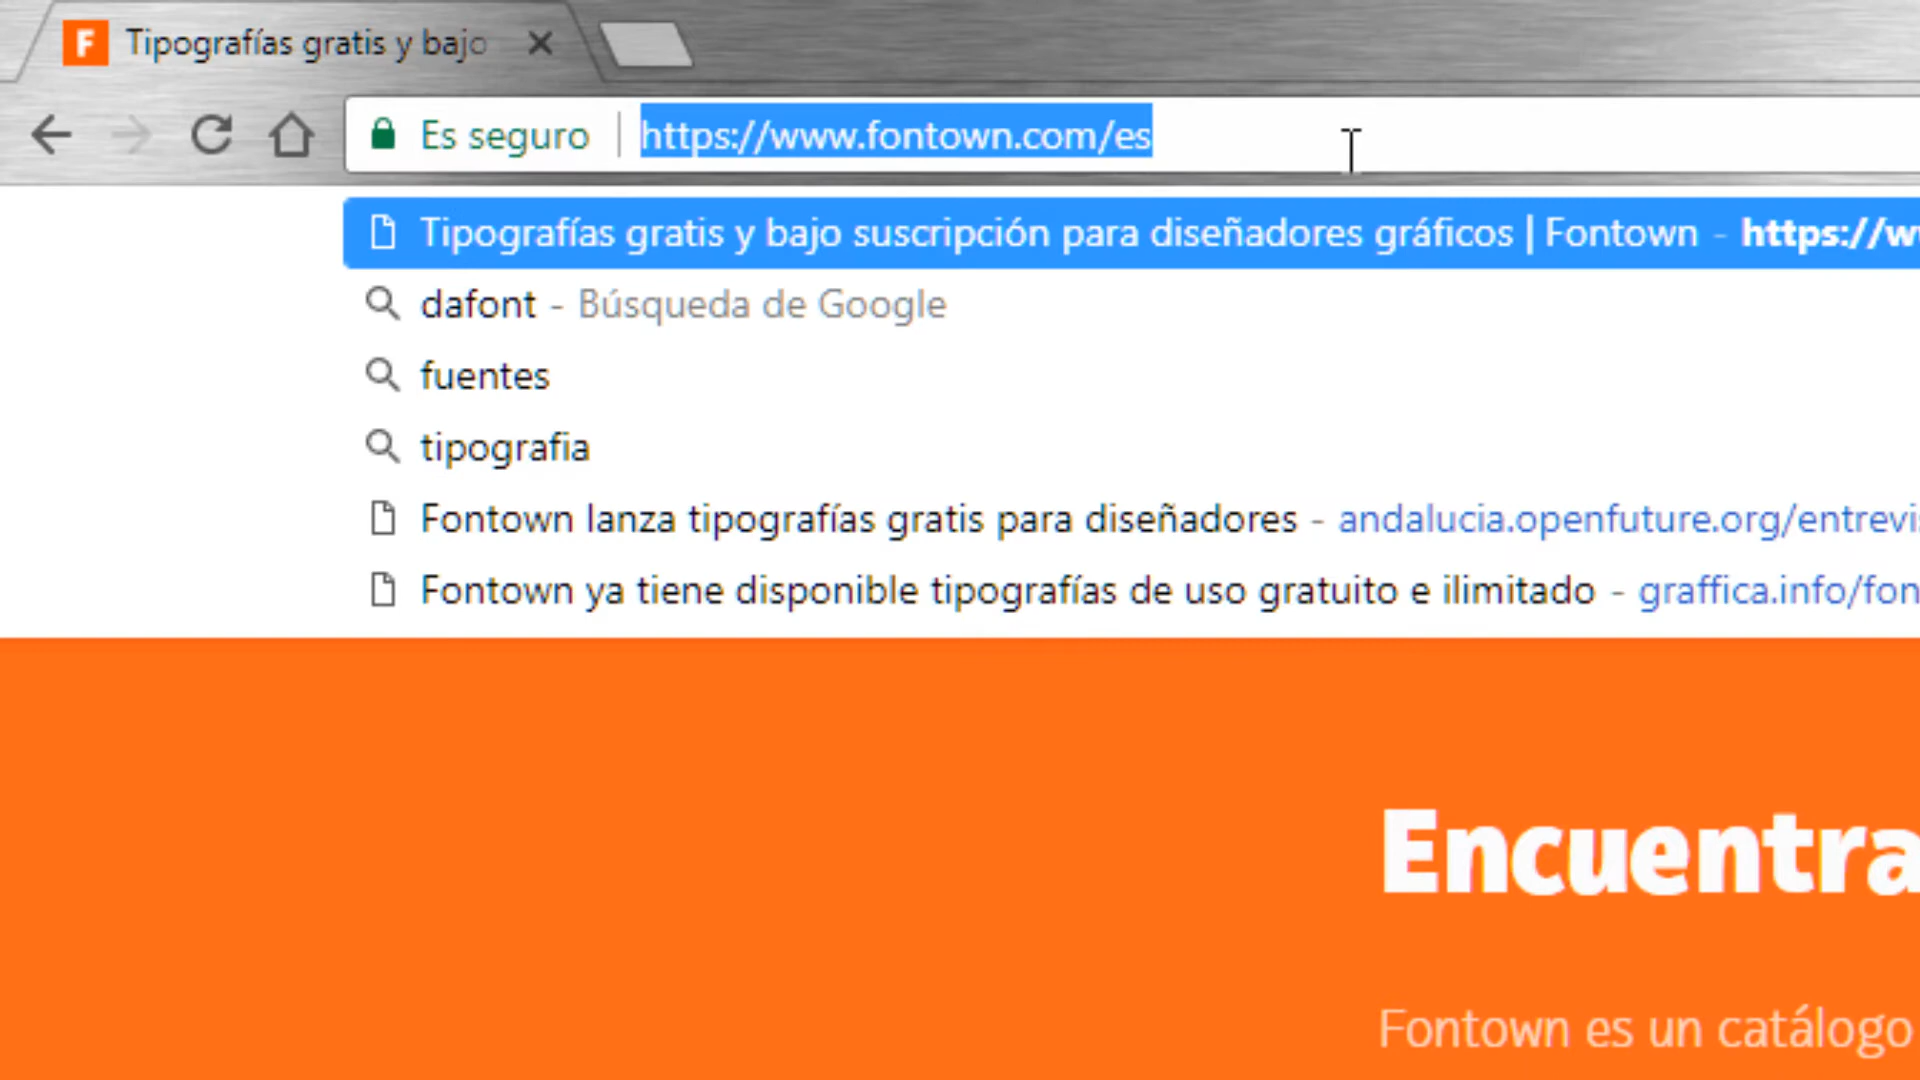 F Tipografías gratis y bajo
Es seguro https://www.fontown.com/es
Tipografías gratis y bajo suscripción para diseñadores gráficos | Fontown - https://w
dafont - Búsqueda de Google
fuentes
tipografia
Fontown lanza tipografías gratis para diseñadores - andalucia.openfuture.org/entrevi
Fontown ya tiene disponible tipografías de uso gratuito e ilimitado - graffica.info/fon
Encuentra
Fontown es un catálogo